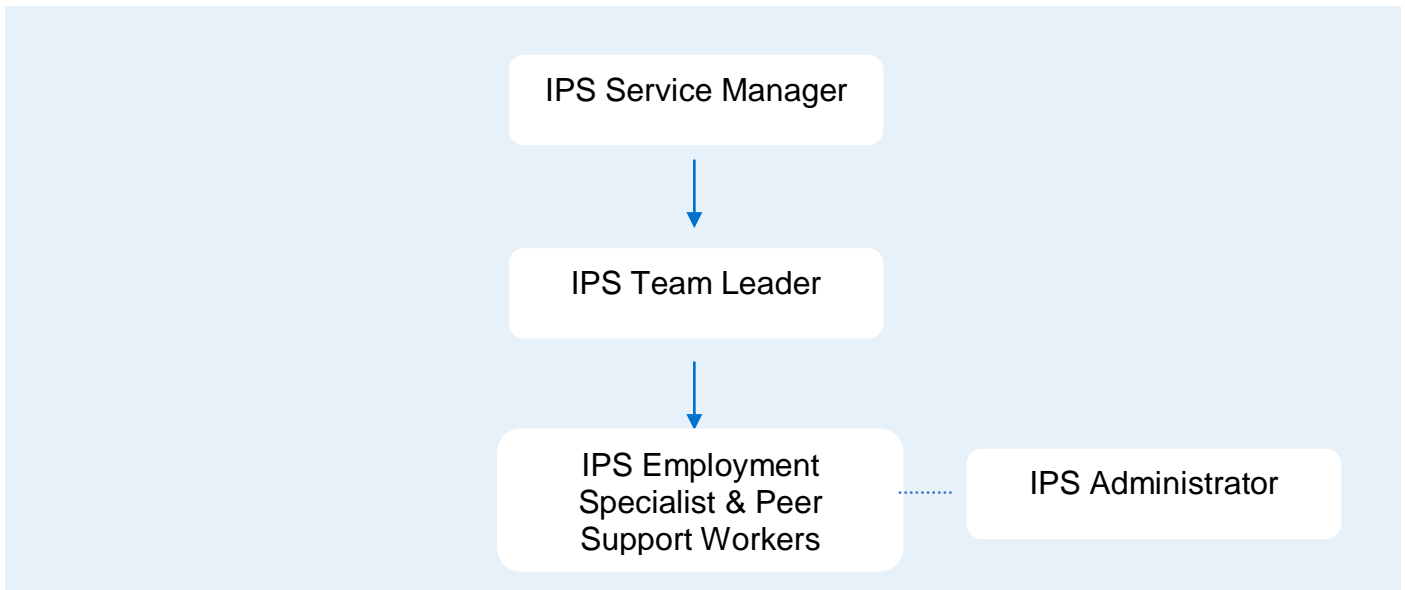 IPS Service Manager
IPS Team Leader
IPS Employment
Specialist & Peer
Support Workers
IPS Administrator